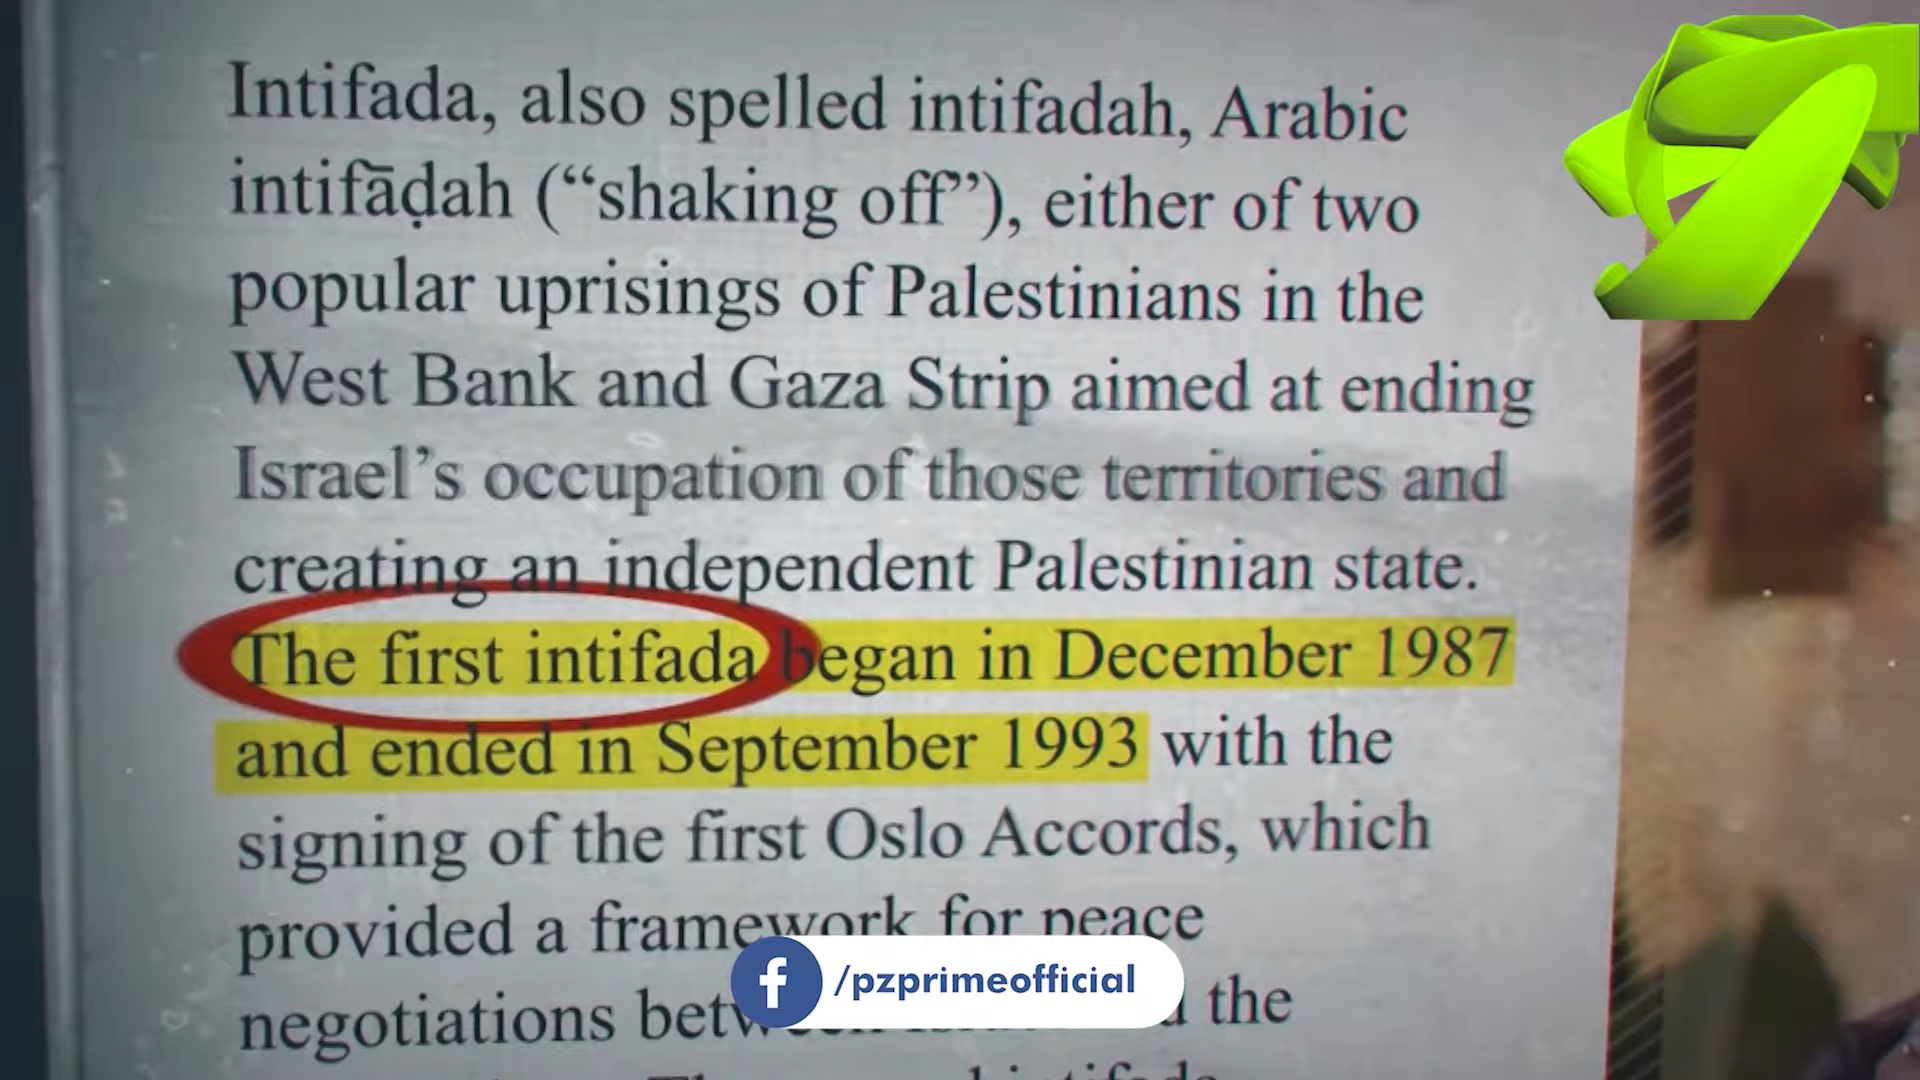 Intifada, also spelled intifadah, Arabic
intifāḍah (“shaking off”), either of two
popular uprisings of Palestinians in the
West Bank and Gaza Strip aimed at ending
Israel’s occupation of those territories and
creating an independent Palestinian state.
The first intifada began in December 1987
and ended in September 1993 with the
signing of the first Oslo Accords, which
provided a framework for peace
negotiations the
/pzprimeofficial